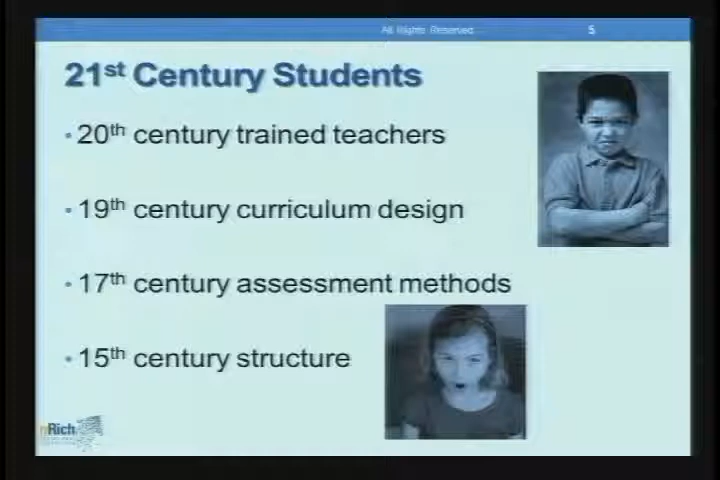 All Rights Reserved
5
21st Century Students
• 20th century trained teachers
• 19th century curriculum design
• 17th century assessment methods
• 15th century structure
nRich